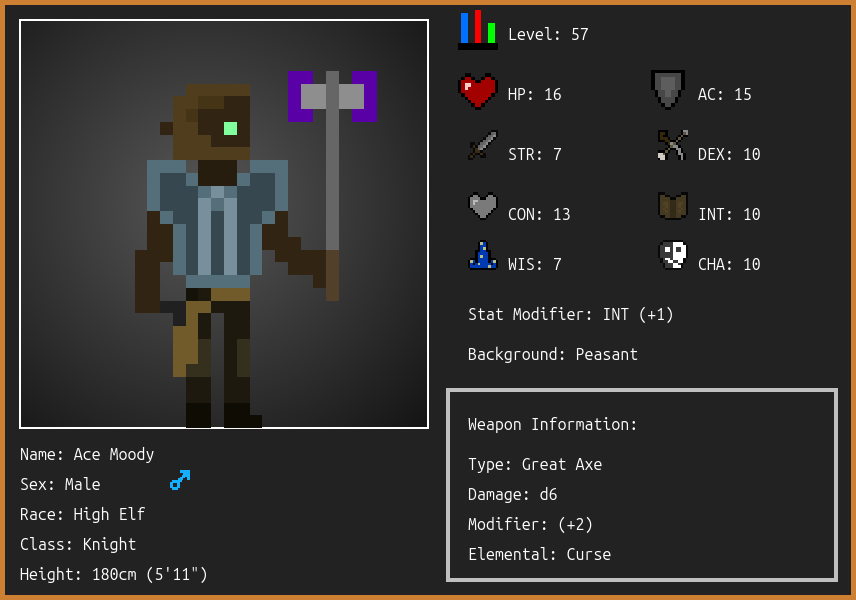 Level: 57
HP: 16
AC: 15
STR: 7
DEX: 10
CON: 13
INT: 10
WIS: 7
CHA: 10
Stat Modifier: INT (+1)
Background: Peasant
Weapon Information:
Type: Great Axe
Damage: d6
Modifier: (+2)
Elemental: Curse
Name: Ace Moody
Sex: Male
Race: High Elf
Class: Knight
Height: 180cm (5'11")